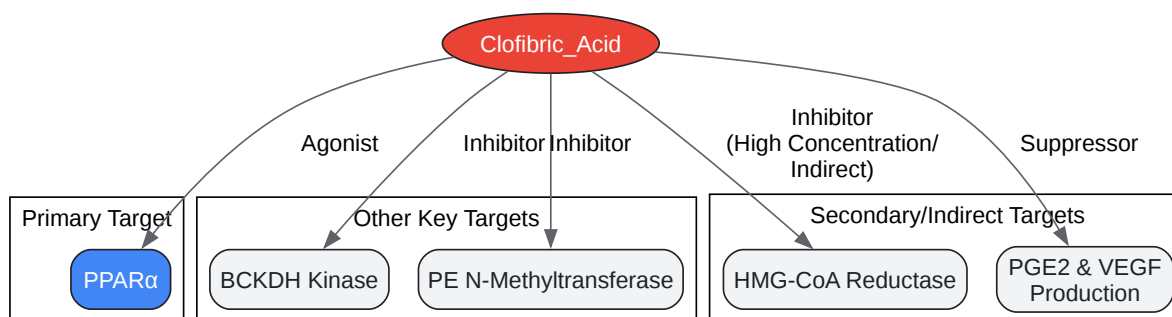 Clofibric_Acid
Agonist
Inhibitor
Inhibitor
Inhibitor
(High Concentration/
Indirect)
Suppressor
Primary Target
Other Key Targets
Secondary/Indirect Targets
PPARα
BCKDH Kinase
PE N-Methyltransferase
HMG-CoA Reductase
PGE2 & VEGF
Production